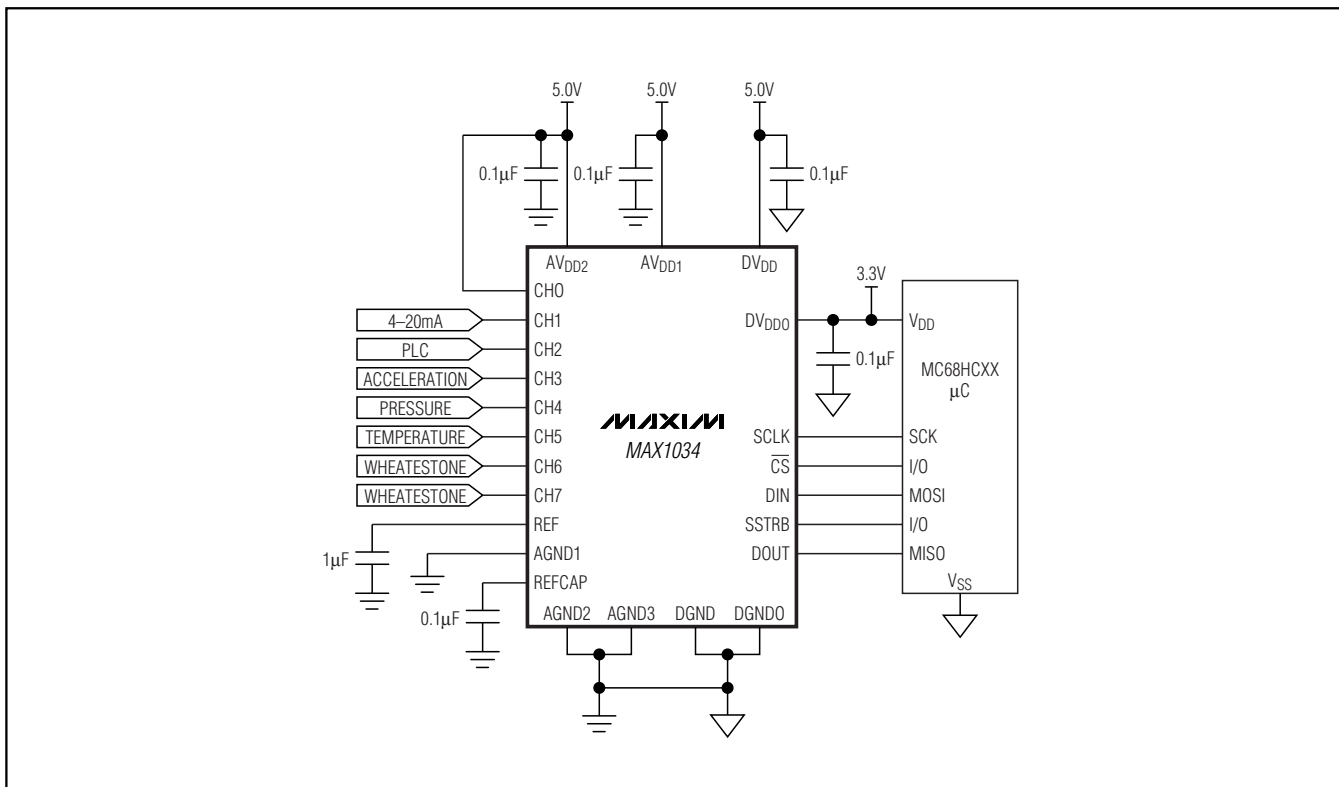 5.0V 5.0V 5.0V
0.1µF 0.1µF 0.1µF
AVDD2 AVDD1 DVDD
3.3V
CH0
4–20mA CH1 DVDDO VDD
PLC CH2
0.1µF
MC68HCXX
µC
ACCELERATION CH3
PRESSURE CH4
MAXIM
MAX1034
TEMPERATURE CH5 SCLK SCK
WHEATESTONE CH6 CS I/O
WHEATESTONE CH7 DIN MOSI
REF SSTRB I/O
1µF
AGND1 DOUT MISO
REFCAP
VSS
0.1µF
AGND2 AGND3 DGND DGNDO